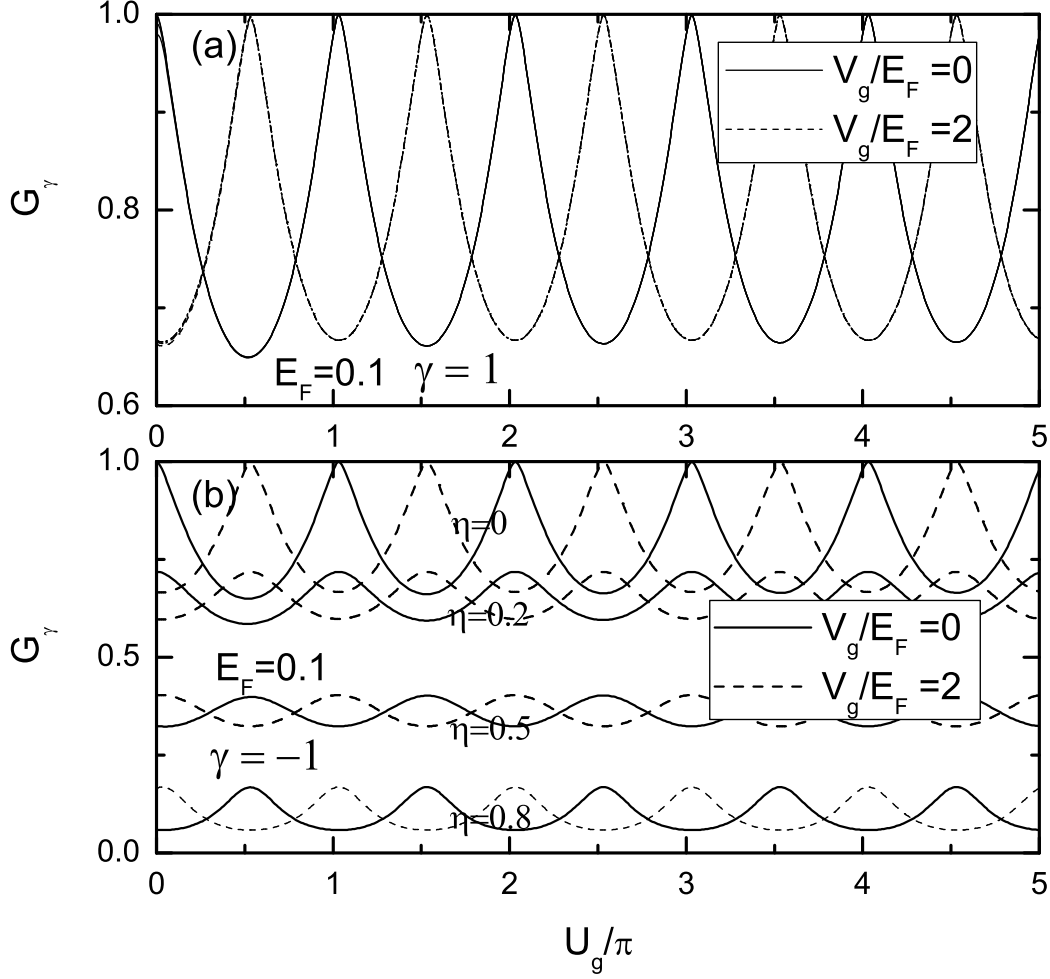 (a)
1.0
V_g/E_F =0
V_g/E_F =2
0.8
G_γ
E_F=0.1 γ = 1
0.6
0 1 2 3 4 5
(b)
1.0
η=0
η=0.2
V_g/E_F =0
G_γ
0.5
E_F=0.1
V_g/E_F =2
η=0.5
γ = −1
η=0.8
0.0
0 1 2 3 4 5
U_g/π